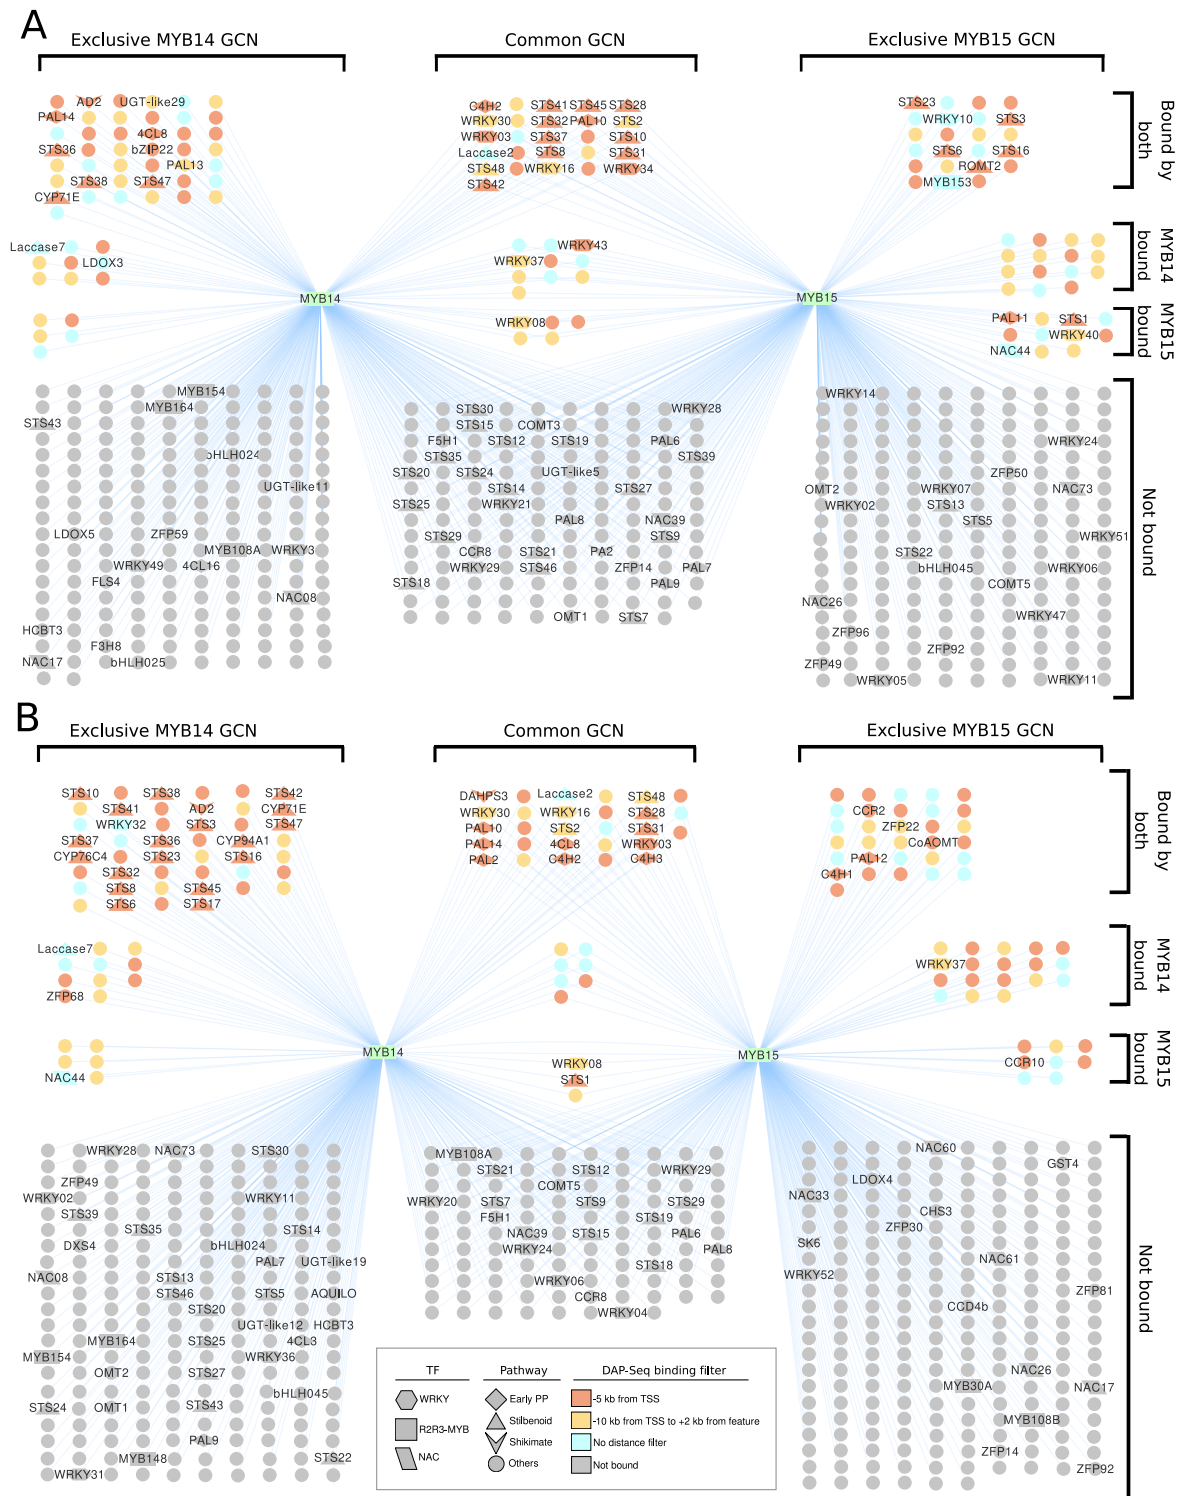 A
Exclusive MYB14 GCN
Common GCN
Exclusive MYB15 GCN
AD2 UGT-like29
PAL14
4CL8
STS36 bZIP22
PAL13
STS38 STS47
CYP71E
C4H2 STS41 STS45 STS28
WRKY30 STS32 PAL10 STS2
WRKY03 STS37 STS10
Laccase2 STS8 STS31
STS48 WRKY16 WRKY34
STS42
STS23
WRKY10 STS3
STS6 STS16
ROMT2
MYB153
Bound by both
Laccase7
LDOX3
WRKY43
WRKY37
MYB14 bound
MYB14
MYB15
WRKY08
PAL11 STS1
WRKY40
NAC44
MYB15 bound
MYB154
MYB164
STS43
bHLH024
UGT-like11
LDOX5 ZFP59
MYB108A WRKY3
WRKY49 4CL16
FLS4
NAC08
HCBT3
F3H8
NAC17 bHLH025
STS30 WRKY28
STS15 COMT3
F5H1 STS12 STS19 PAL6
STS35 STS39
STS20 STS24 UGT-like5
STS14 STS27
STS25 WRKY21
PAL8 NAC39
STS29 STS9
CCR8 STS21 PA2
WRKY29 STS46 ZFP14 PAL7
STS18 PAL9
OMT1 STS7
WRKY14
WRKY24
ZFP50
OMT2 WRKY07 NAC73
WRKY02 STS13
STS5
WRKY51
STS22
bHLH045 WRKY06
COMT5
NAC26
WRKY47
ZFP96
ZFP92
ZFP49
WRKY05 WRKY11
Not bound
B
Exclusive MYB14 GCN
Common GCN
Exclusive MYB15 GCN
STS10 STS38 STS42
STS41 AD2 CYP71E
WRKY32 STS3 STS47
STS37 STS36 CYP94A1
CYP76C4 STS23 STS16
STS32
STS8 STS45
STS6 STS17
DAHPS3 Laccase2 STS48
WRKY30 WRKY16 STS28
PAL10 STS2 STS31
PAL14 4CL8 WRKY03
PAL2 C4H2 C4H3
CCR2
ZFP22
CoAOMT
PAL12
C4H1
Bound by both
Laccase7
ZFP68
WRKY37
MYB14 bound
MYB14
MYB15
NAC44
WRKY08
STS1
CCR10
MYB15 bound
WRKY28 NAC73 STS30
ZFP49
WRKY02 WRKY11
STS39
STS35 STS14
DXS4 bHLH024
PAL7 UGT-like19
NAC08 STS13
STS46 STS5 AQUILO
STS20
UGT-like12 HCBT3
MYB164 STS25 4CL3
MYB154 WRKY36
OMT2 STS27
bHLH045
STS24 OMT1 STS43
PAL9
MYB148 STS22
WRKY31
MYB108A
STS21 STS12 WRKY29
COMT5
WRKY20 STS7 STS9 STS29
F5H1 STS19
NAC39 STS15 PAL6
WRKY24 PAL8
STS18
WRKY06
CCR8
WRKY04
NAC60
GST4
LDOX4
NAC33
CHS3
ZFP30
SK6
NAC61
WRKY52
ZFP81
CCD4b
NAC26
MYB30A NAC17
MYB108B
ZFP14
ZFP92
Not bound
TF Pathway DAP-Seq binding filter
WRKY Early PP -5 kb from TSS
R2R3-MYB Stilbenoid -10 kb from TSS to +2 kb from feature
Shikimate No distance filter
NAC Others Not bound